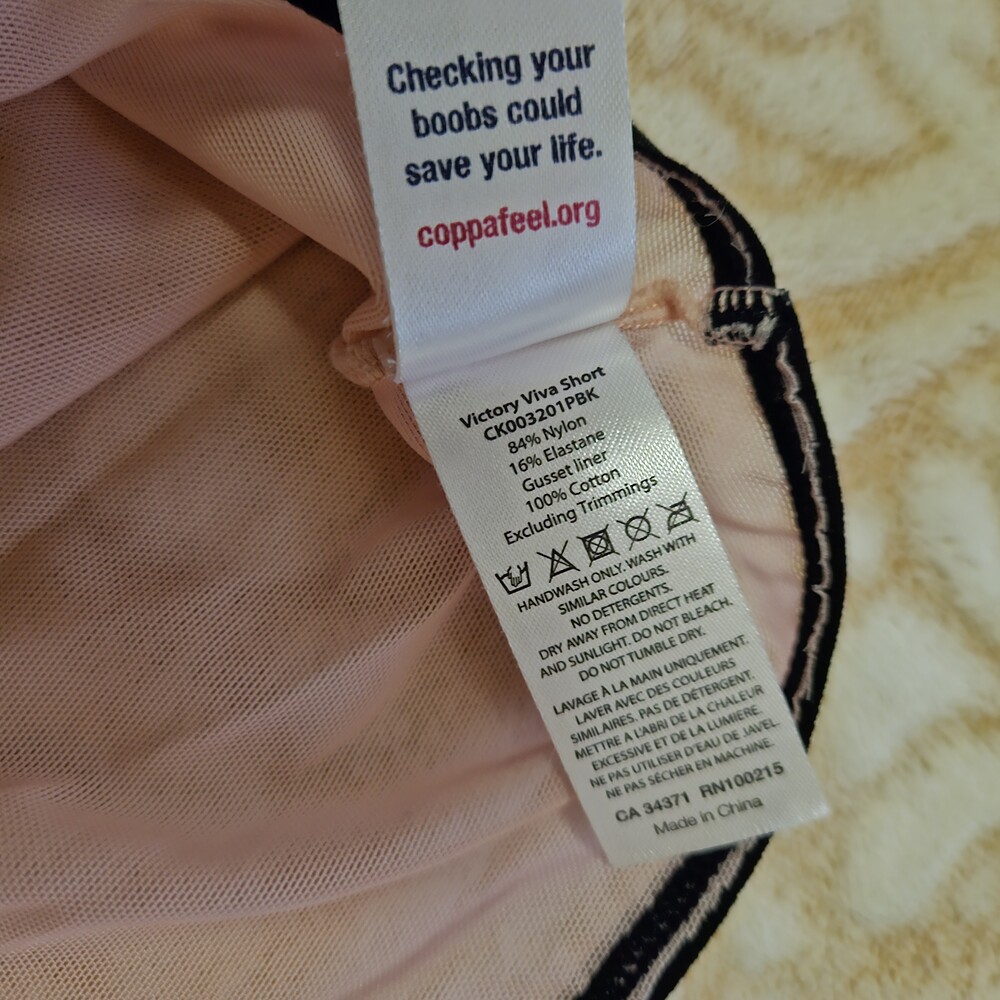 Checking your
boobs could
save your life.
coppafeel.org
Victory Viva Short
CK003201PBK
84% Nylon
16% Elastane
Gusset liner
100% Cotton
Excluding Trimmings
HANDWASH ONLY. WASH WITH
SIMILAR COLOURS.
NO DETERGENTS.
DRY AWAY FROM DIRECT HEAT
AND SUNLIGHT. DO NOT BLEACH.
DO NOT TUMBLE DRY.
LAVAGE À LA MAIN UNIQUEMENT.
LAVER AVEC DES COULEURS
SIMILAIRES. PAS DE DÉTERGENT.
METTRE A L'ABRI DE LA CHALEUR
EXCESSIVE ET DE LA LUMIERE.
NE PAS UTILISER D'EAU DE JAVEL.
NE PAS SÉCHER EN MACHINE.
CA 34371 RN100215
Made in China